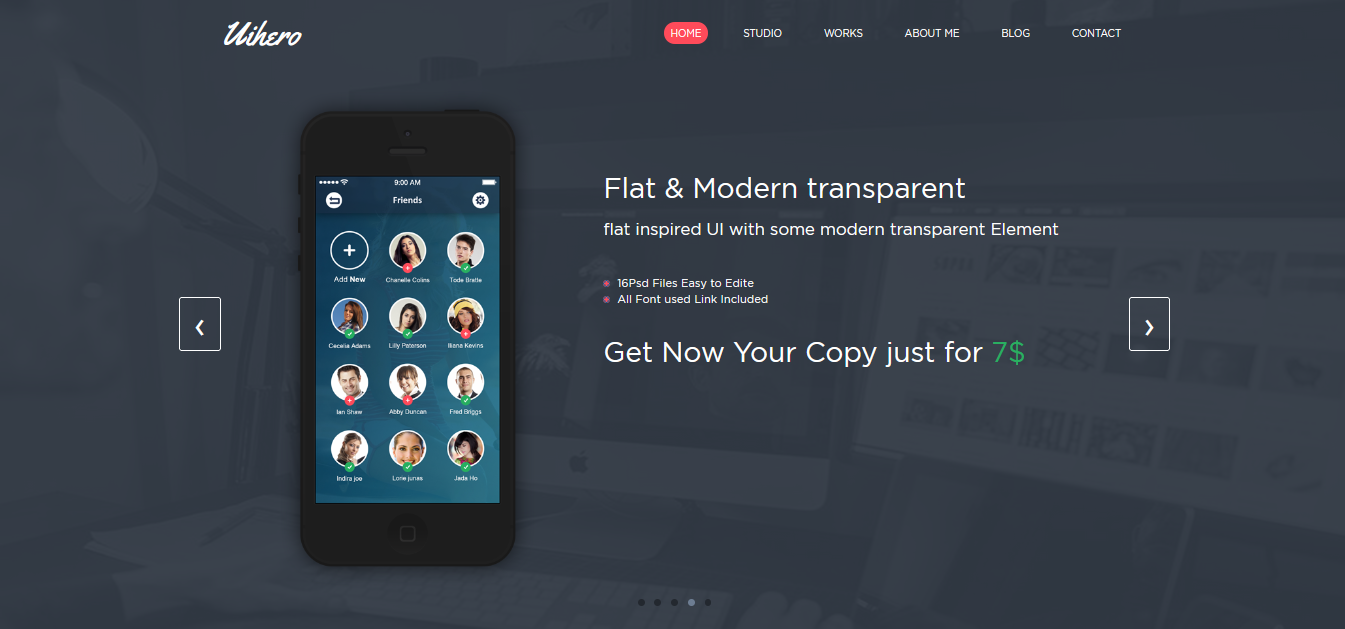 Uihero
HOME STUDIO WORKS ABOUT ME BLOG CONTACT
9:00 AM
Friends
Add New Chanelle Colins Tode Bratte
Cecelia Adams Lilly Paterson Iliana Kevins
Ian Shaw Abby Duncan Fred Briggs
Indira joe Lorie junas Jada Ho
Flat & Modern transparent
flat inspired UI with some modern transparent Element
16Psd Files Easy to Edite
All Font used Link Included
Get Now Your Copy just for 7$